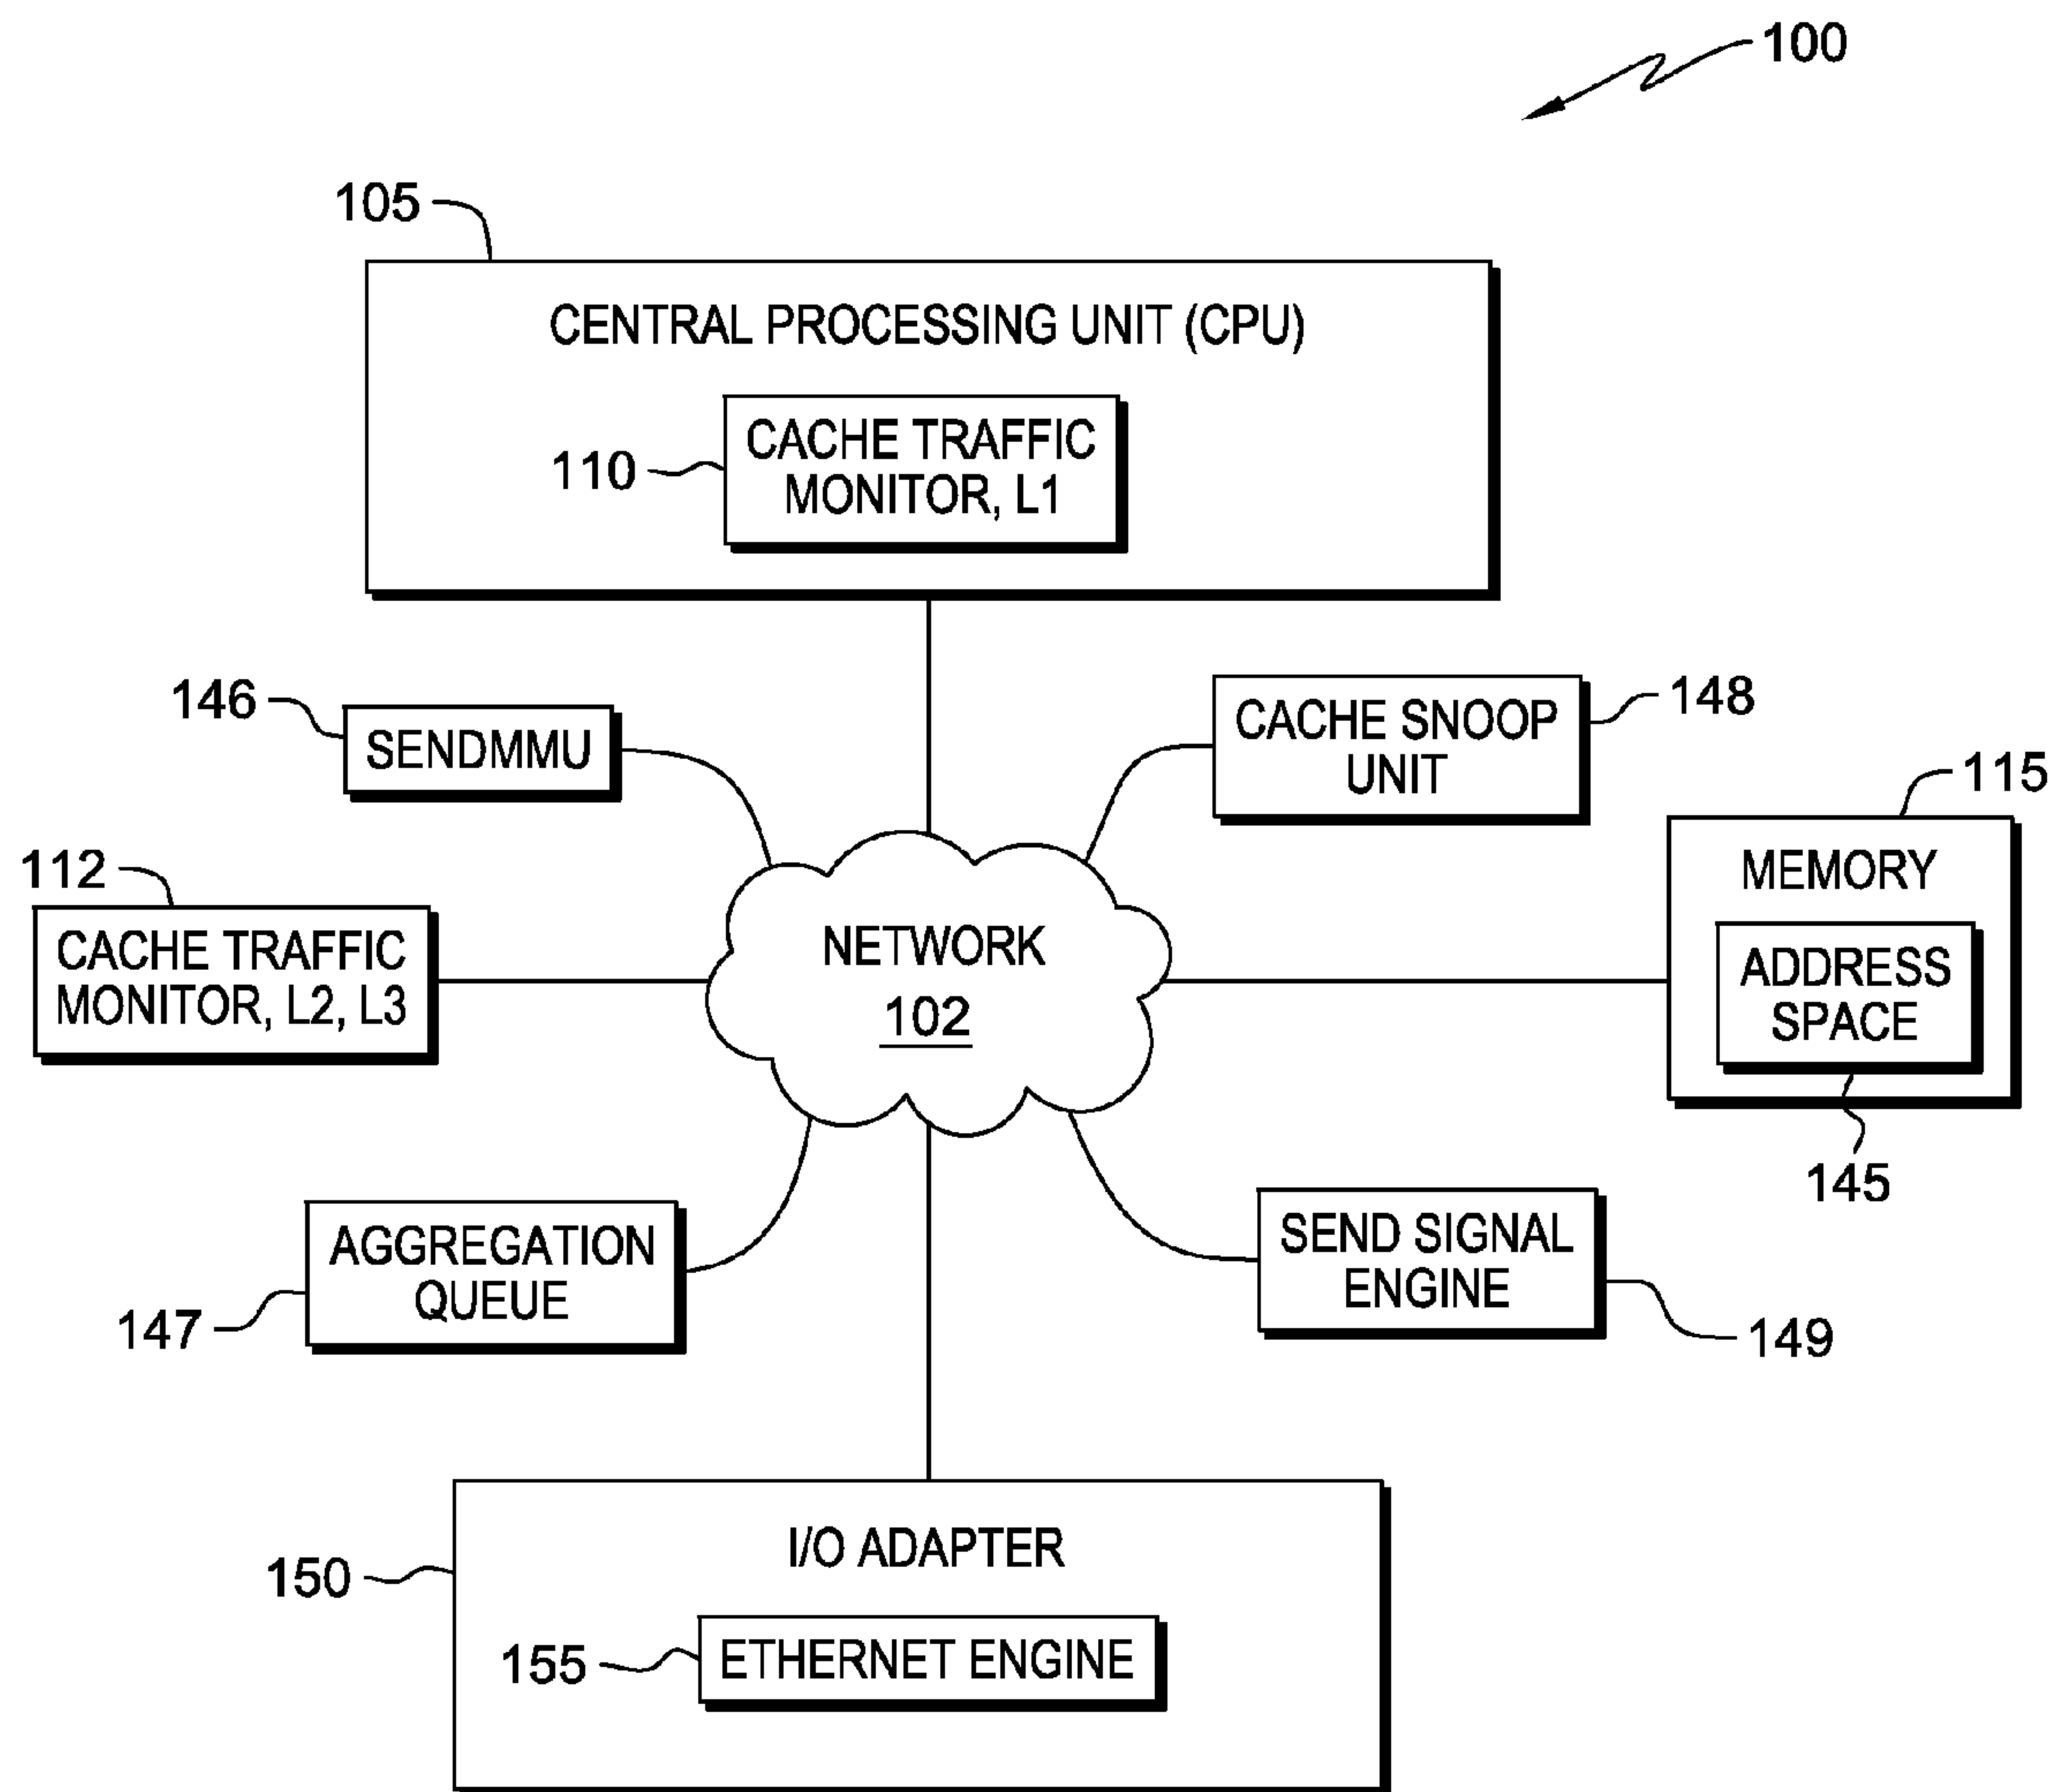 100
105
CENTRAL PROCESSING UNIT (CPU)
110
CACHE TRAFFIC
MONITOR, L1
146
SENDMMU
148
CACHE SNOOP
UNIT
115
MEMORY
ADDRESS
SPACE
145
112
CACHE TRAFFIC
MONITOR, L2, L3
NETWORK
102
147
AGGREGATION
QUEUE
SEND SIGNAL
ENGINE
149
150
I/O ADAPTER
155
ETHERNET ENGINE